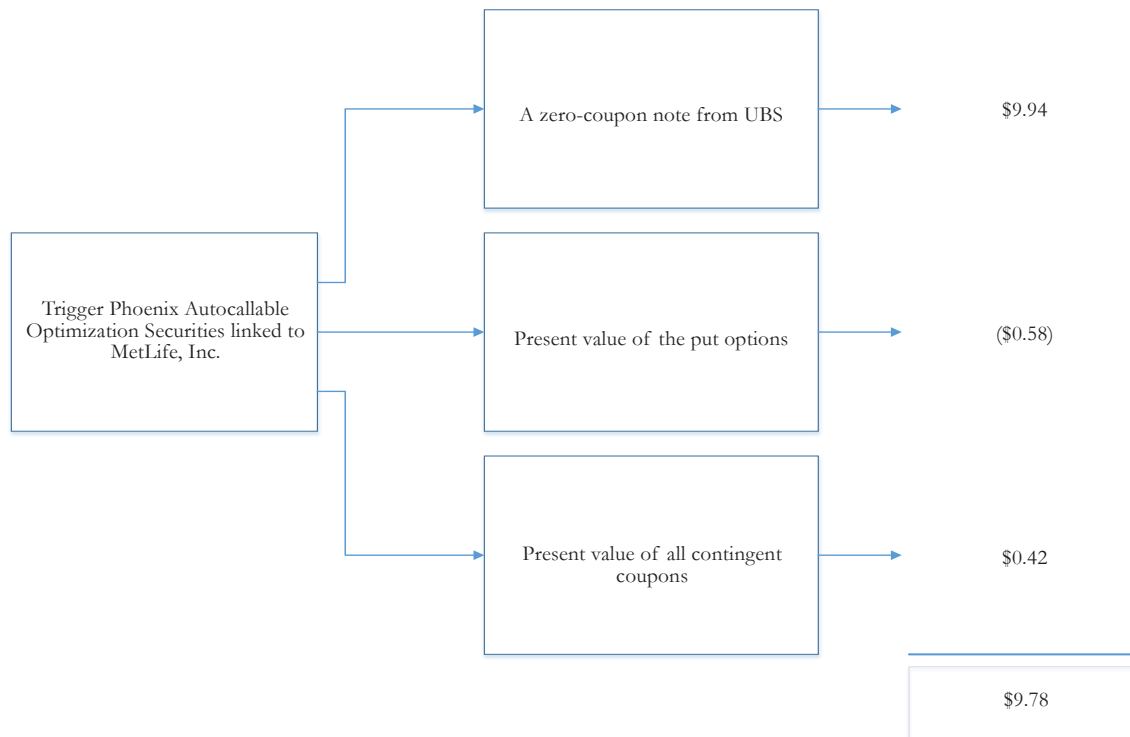 A zero-coupon note from UBS
$9.94
Trigger Phoenix Autocallable
Optimization Securities linked to
MetLife, Inc.
Present value of the put options
($0.58)
Present value of all contingent
coupons
$0.42
$9.78